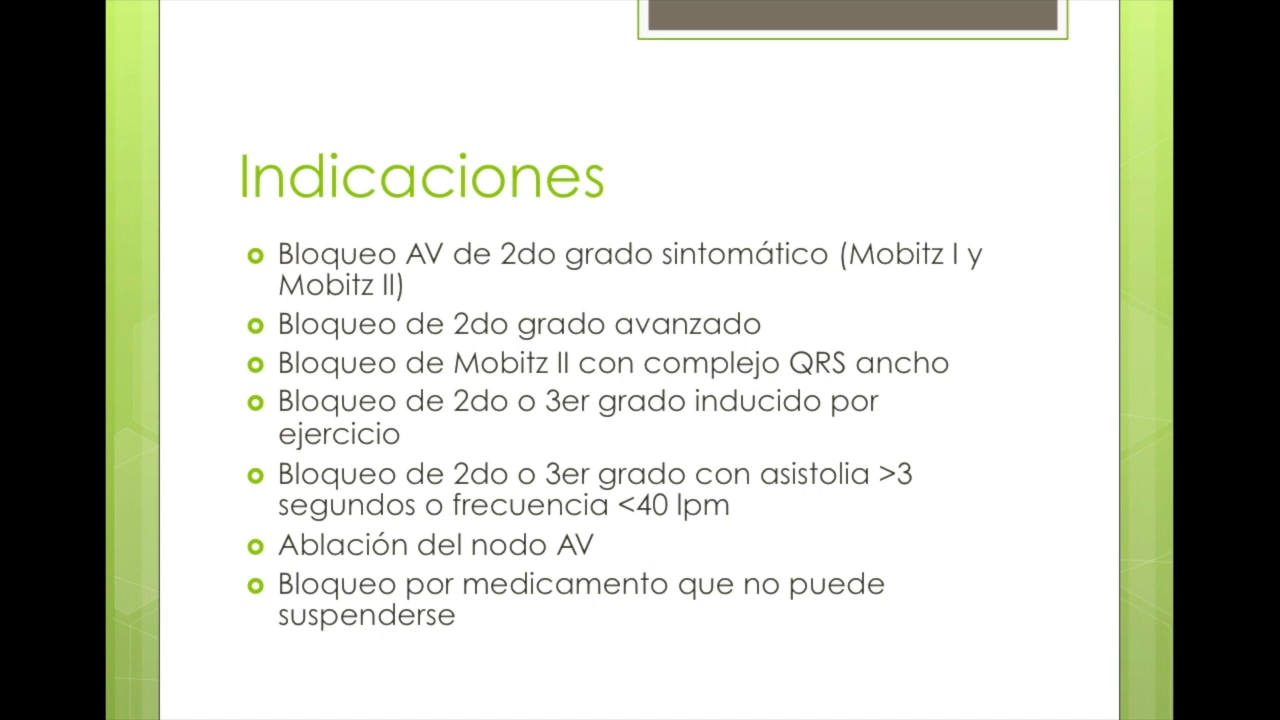 Indicaciones
Bloqueo AV de 2do grado sintomático (Mobitz I y
Mobitz II)
Bloqueo de 2do grado avanzado
Bloqueo de Mobitz II con complejo QRS ancho
Bloqueo de 2do o 3er grado inducido por
ejercicio
Bloqueo de 2do o 3er grado con asistolia >3
segundos o frecuencia <40 lpm
Ablación del nodo AV
Bloqueo por medicamento que no puede
suspenderse